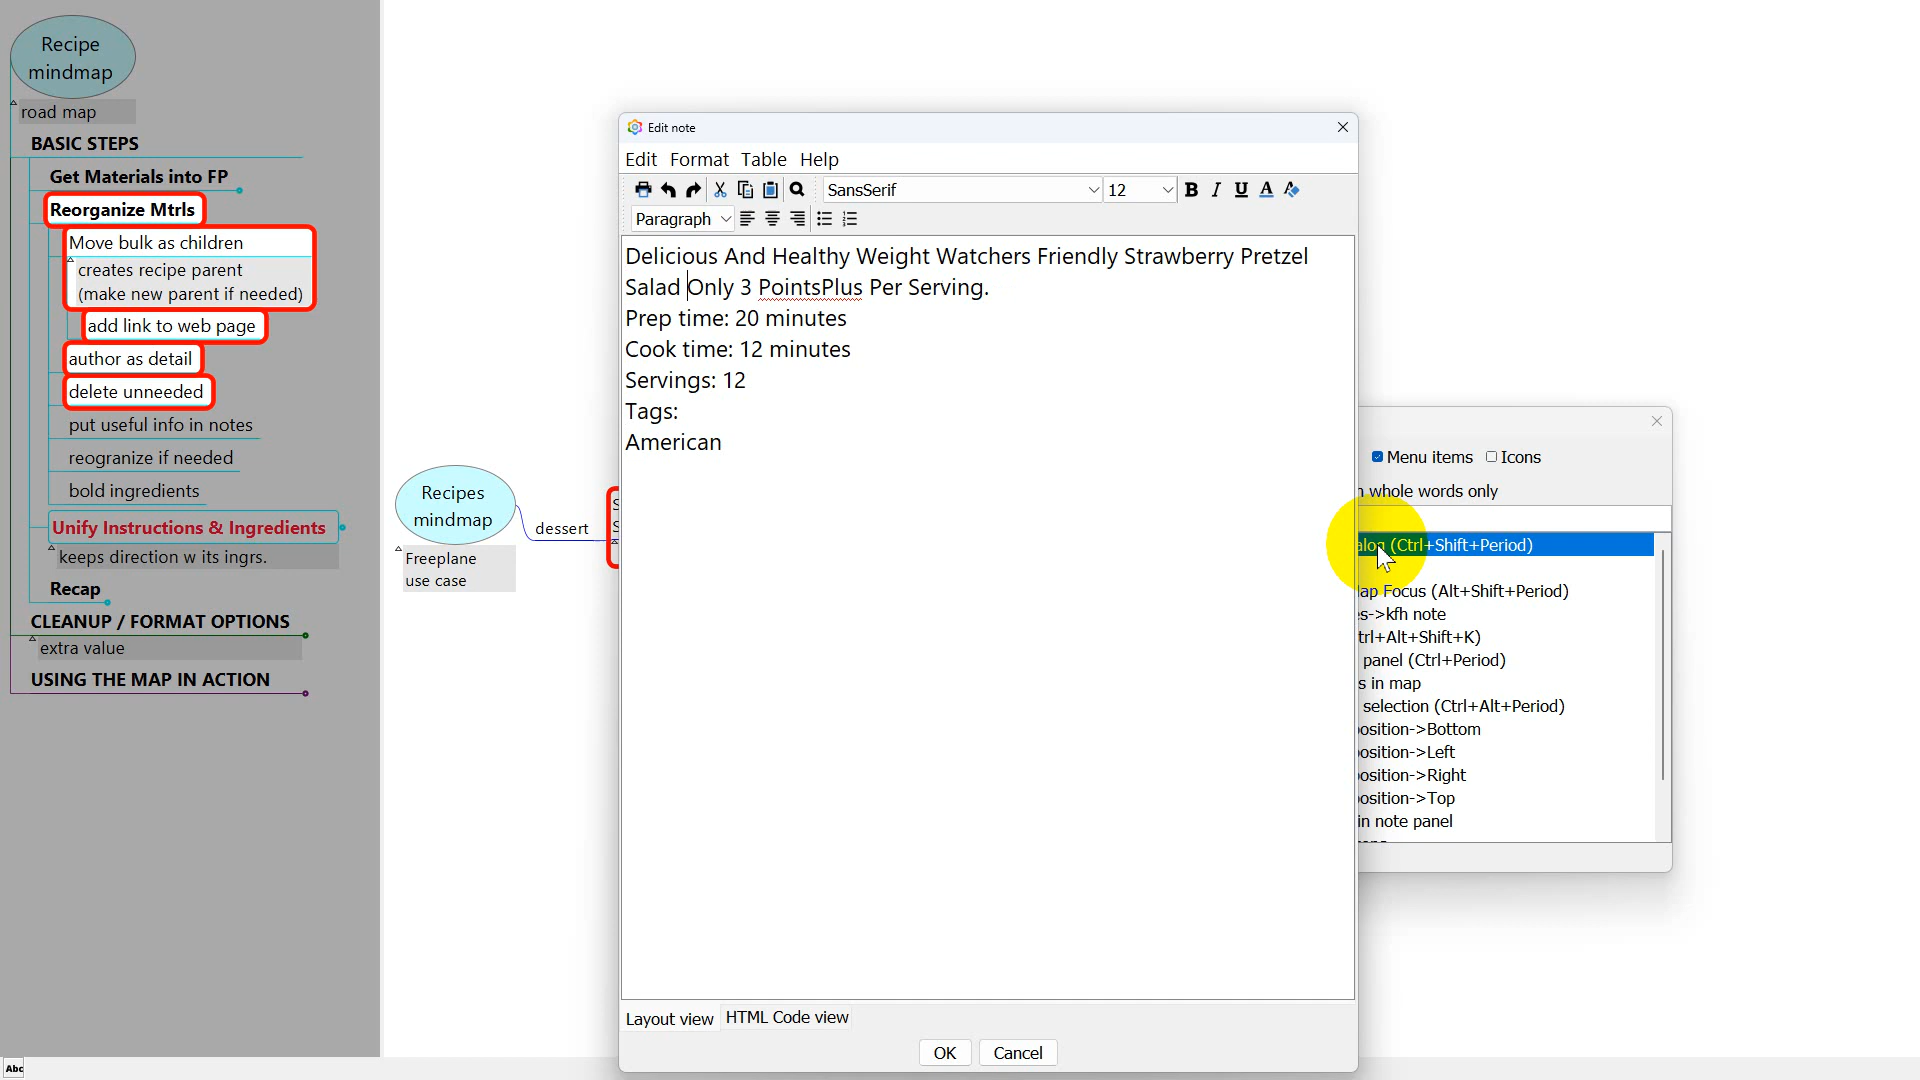 Recipe
mindmap
road map
BASIC STEPS
Get Materials into FP
Reorganize Mtrls
Move bulk as children
creates recipe parent
(make new parent if needed)
add link to web page
author as detail
delete unneeded
put useful info in notes
reogranize if needed
bold ingredients
Unify Instructions & Ingredients
keeps direction w its ingrs.
Recap
CLEANUP / FORMAT OPTIONS
extra value
USING THE MAP IN ACTION
Abc
Recipes
mindmap
Freeplane
use case
dessert
Edit note
Edit Format Table Help
SansSerif 12 B I U A
Paragraph
Delicious And Healthy Weight Watchers Friendly Strawberry Pretzel
Salad Only 3 PointsPlus Per Serving.
Prep time: 20 minutes
Cook time: 12 minutes
Servings: 12
Tags:
American
Layout view HTML Code view
OK Cancel
Menu items Icons
whole words only
(Ctrl+Shift+Period)
Focus (Alt+Shift+Period)
->kfh note
+Alt+Shift+K)
panel (Ctrl+Period)
in map
selection (Ctrl+Alt+Period)
->Bottom
->Left
->Right
->Top
in note panel